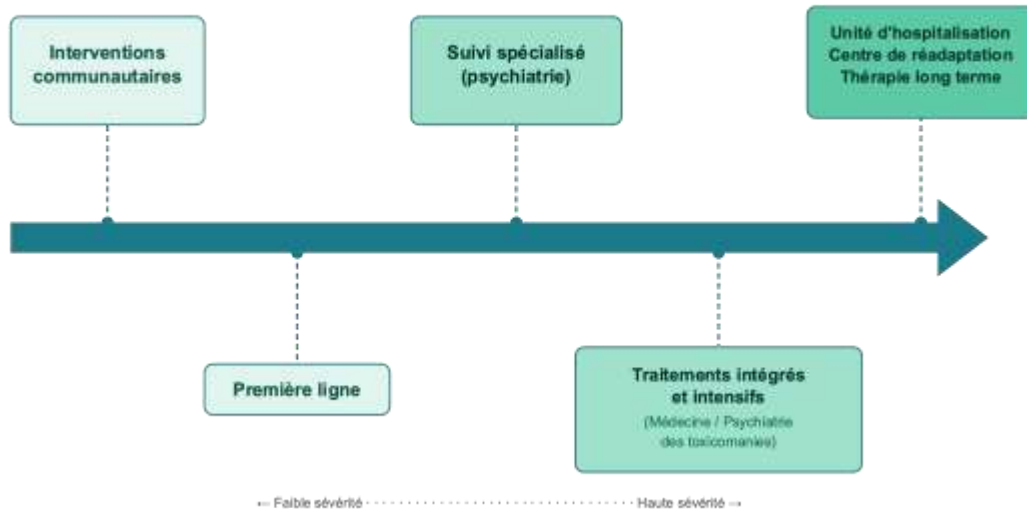 Interventions
communautaires
Suivi spécialisé
(psychiatrie)
Unité d'hospitalisation
Centre de réadaptation
Thérapie long terme
Première ligne
Traitements intégrés
et intensifs
(Médecine / Psychiatrie
des toxicomanies)
← Faible sévérité · · · · · · · · · · · · · · · · · · · · · · · · · · · · · · Haute sévérité →